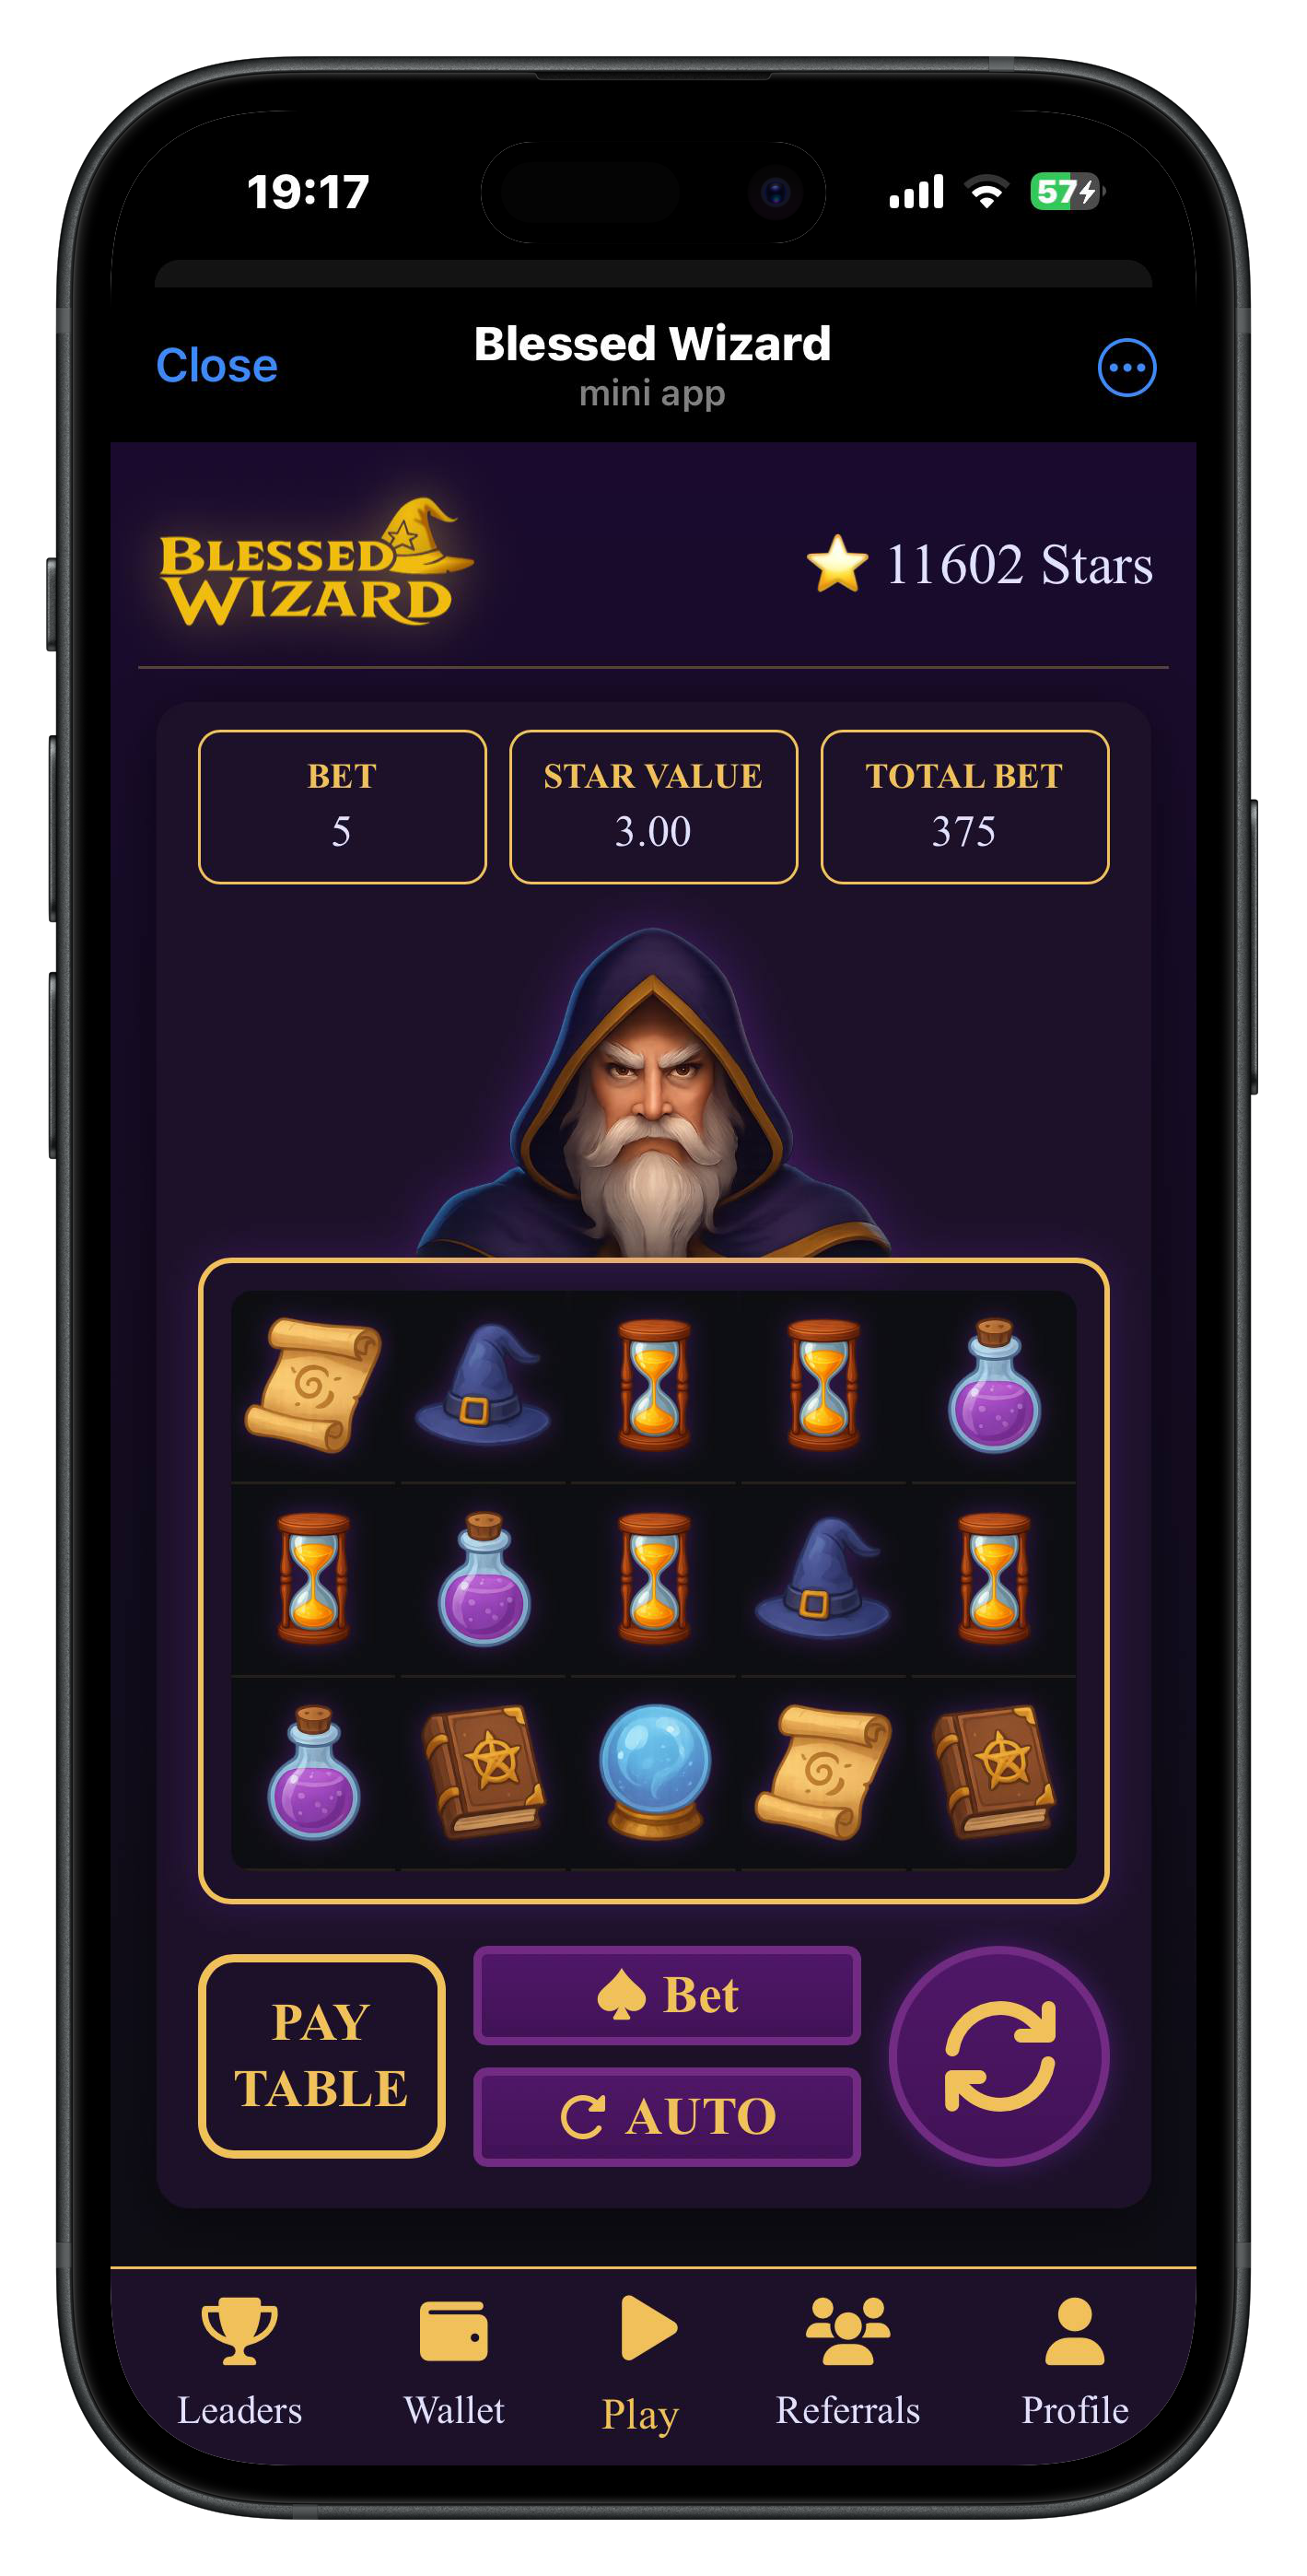 19:17
57
Close
Blessed Wizard
mini app
BLESSED
WIZARD
11602 Stars
BET
5
STAR VALUE
3.00
TOTAL BET
375
PAY
TABLE
Bet
AUTO
Leaders
Wallet
Play
Referrals
Profile